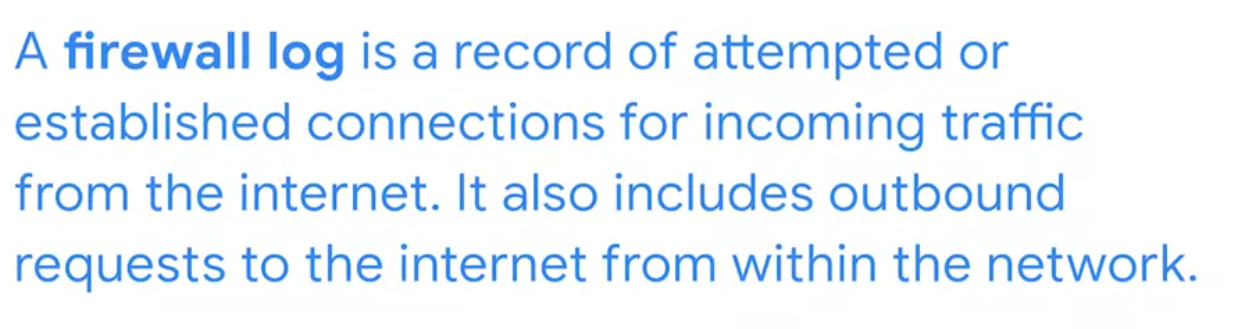 A firewall log is a record of attempted or
established connections for incoming traffic
from the internet. It also includes outbound
requests to the internet from within the network.